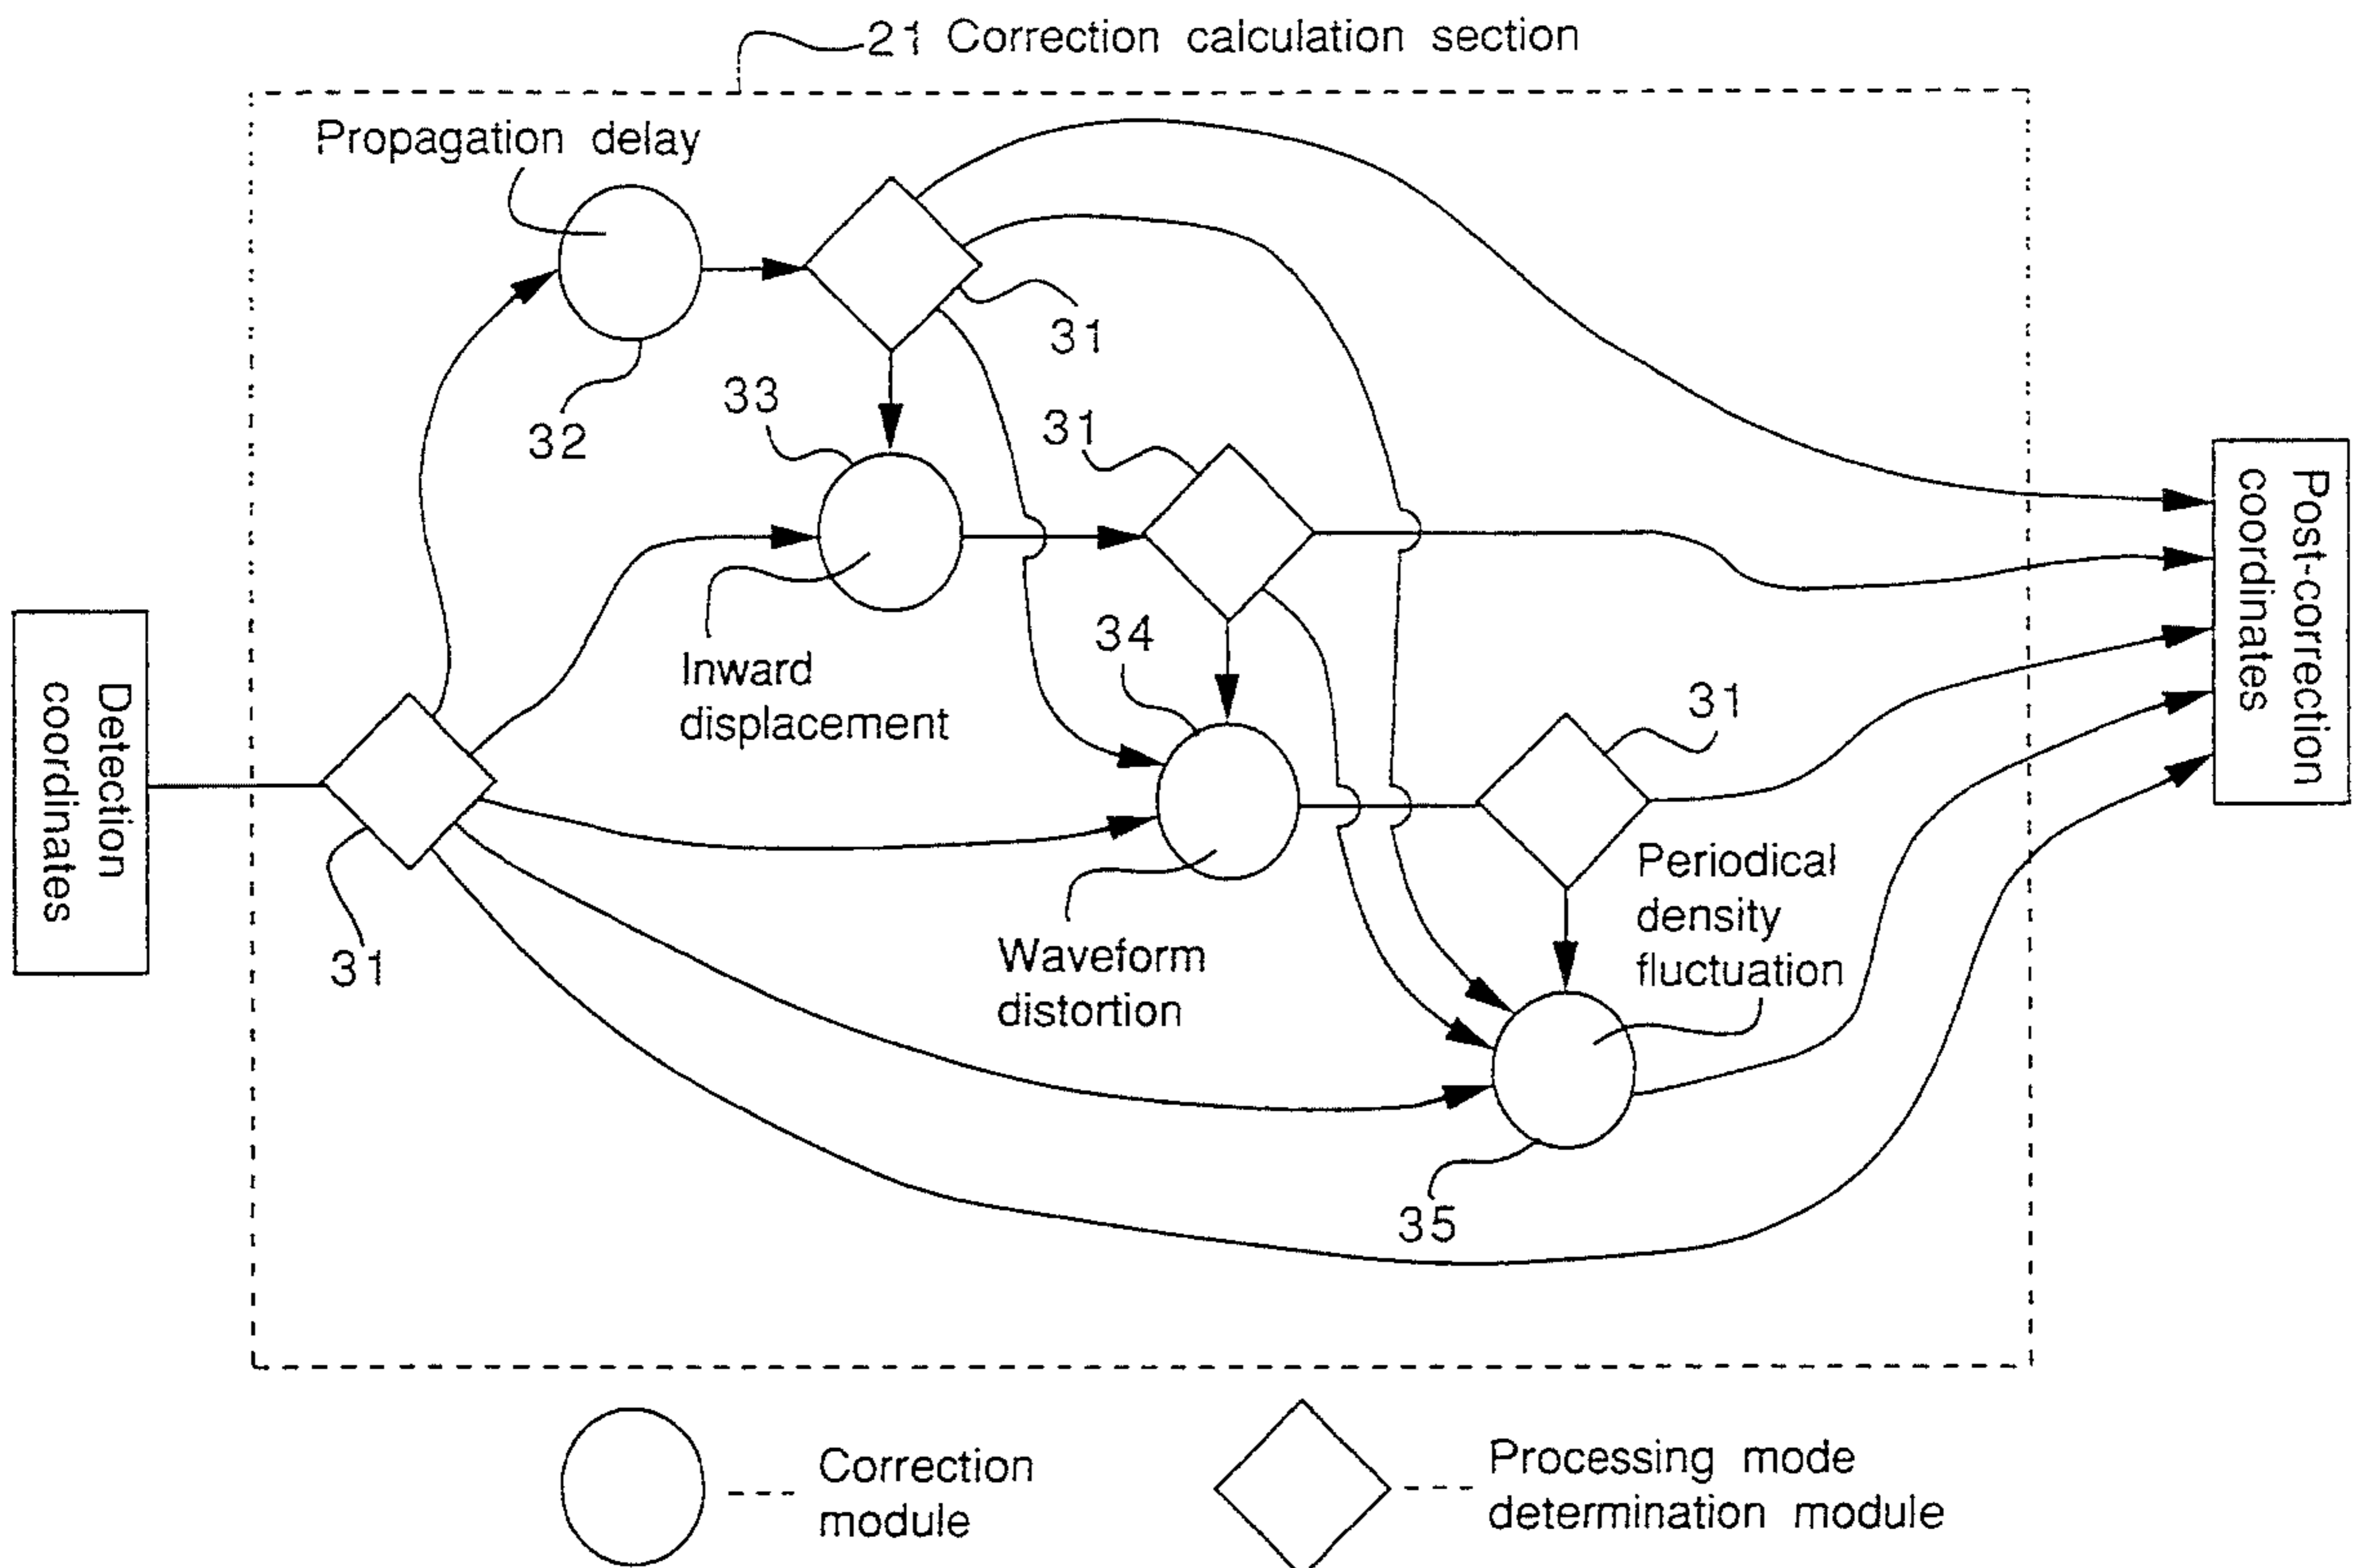 21 Correction calculation section
Propagation delay
31
32
33
31
Inward
displacement
34
31
Detection
coordinates
31
Post-correction
coordinates
Waveform
distortion
Periodical
density
fluctuation
35
Correction
module
Processing mode
determination module